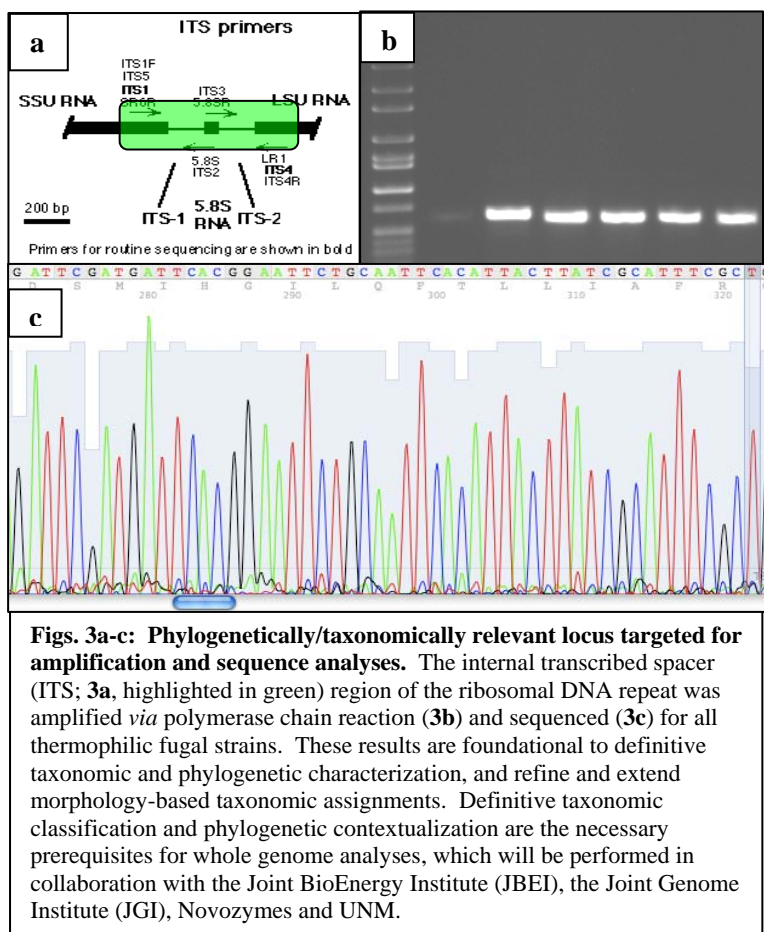 a
ITS primers
ITS1F
ITS5
ITS1
SR6R
ITS3
5.8SR
SSU RNA
LSU RNA
5.8S
ITS2
LR1
ITS4
ITS4R
200 bp
ITS-1
5.8S
RNA
ITS-2
Primers for routine sequencing are shown in bold
b
G A T T C G A T G A T T C A C G G A A T T C T G C A A T T C A C A T T A C T T A T C G C A T T T C G C T
D S M I H G I L Q F T L L I A F R
280 290 300 310 320
c
Figs. 3a-c: Phylogenetically/taxonomically relevant locus targeted for
amplification and sequence analyses. The internal transcribed spacer
(ITS; 3a, highlighted in green) region of the ribosomal DNA repeat was
amplified via polymerase chain reaction (3b) and sequenced (3c) for all
thermophilic fugal strains. These results are foundational to definitive
taxonomic and phylogenetic characterization, and refine and extend
morphology-based taxonomic assignments. Definitive taxonomic
classification and phylogenetic contextualization are the necessary
prerequisites for whole genome analyses, which will be performed in
collaboration with the Joint BioEnergy Institute (JBEI), the Joint Genome
Institute (JGI), Novozymes and UNM.